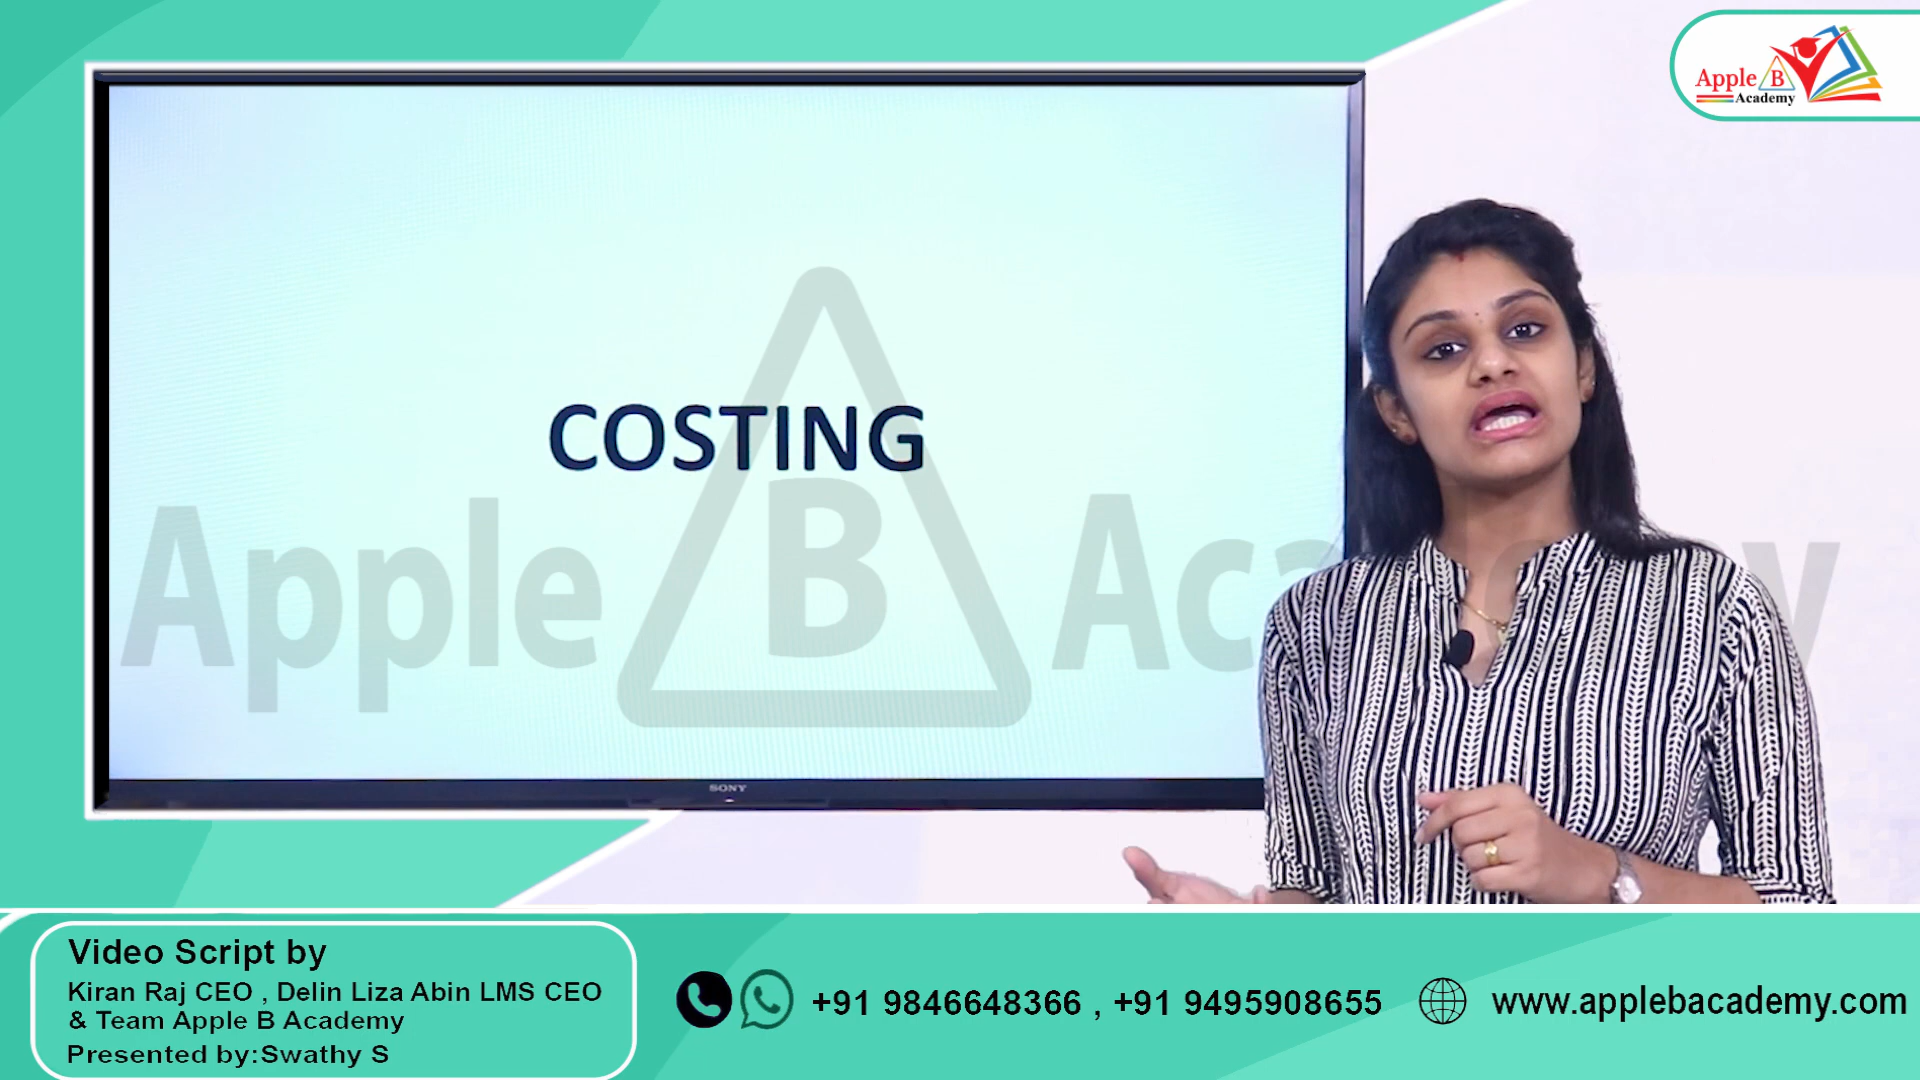 Apple B
Academy
COSTING
Apple B Academy
SONY
Video Script by
Kiran Raj CEO , Delin Liza Abin LMS CEO
& Team Apple B Academy
Presented by:Swathy S
+91 9846648366 , +91 9495908655
www.applebacademy.com